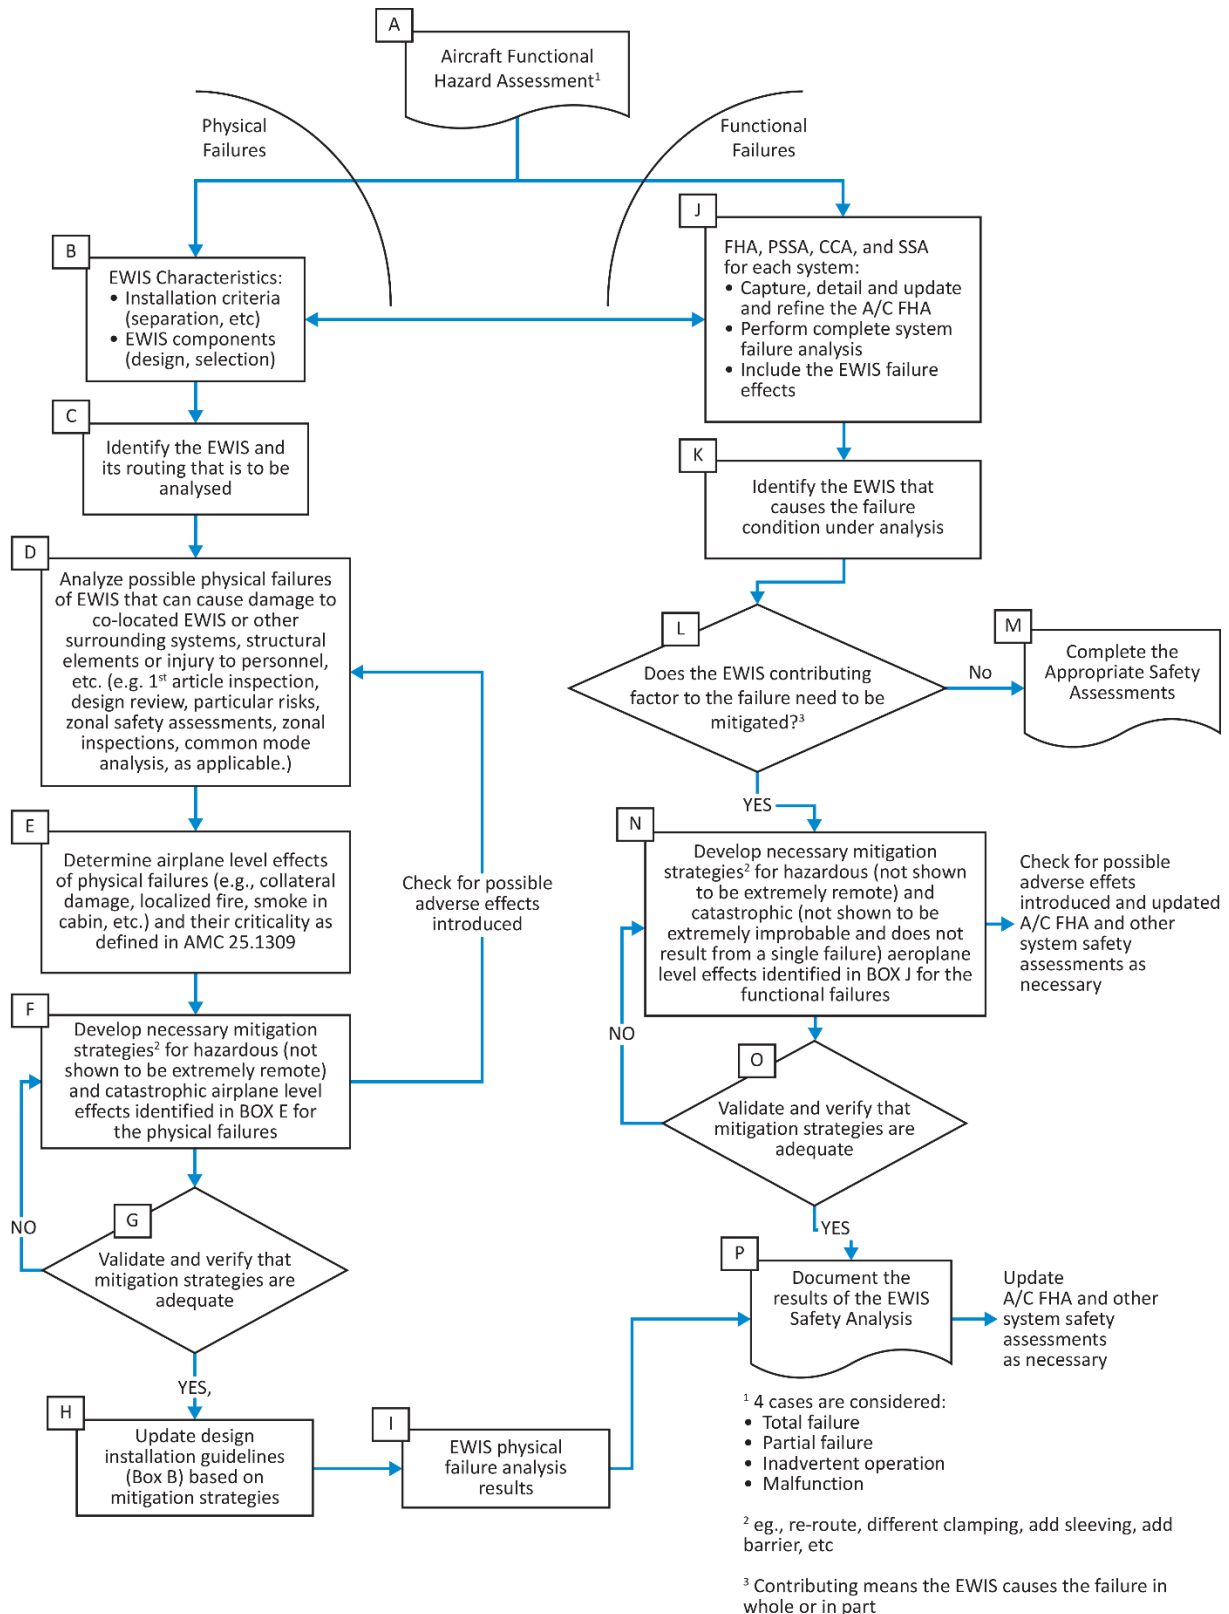 A
Aircraft Functional
Hazard Assessment¹
Physical
Failures
Functional
Failures
B
EWIS Characteristics:
• Installation criteria
(separation, etc)
• EWIS components
(design, selection)
J
FHA, PSSA, CCA, and SSA
for each system:
• Capture, detail and update
and refine the A/C FHA
• Perform complete system
failure analysis
• Include the EWIS failure
effects
C
Identify the EWIS and
its routing that is to be
analysed
K
Identify the EWIS that
causes the failure
condition under analysis
D
Analyze possible physical failures
of EWIS that can cause damage to
co-located EWIS or other
surrounding systems, structural
elements or injury to personnel,
etc. (e.g. 1st article inspection,
design review, particular risks,
zonal safety assessments, zonal
inspections, common mode
analysis, as applicable.)
L
Does the EWIS contributing
factor to the failure need to be
mitigated?³
No
M
Complete the
Appropriate Safety
Assessments
YES
E
Determine airplane level effects
of physical failures (e.g., collateral
damage, localized fire, smoke in
cabin, etc.) and their criticality as
defined in AMC 25.1309
Check for possible
adverse effects
introduced
N
Develop necessary mitigation
strategies² for hazardous (not
shown to be extremely remote) and
catastrophic (not shown to be
extremely improbable and does not
result from a single failure) aeroplane
level effects identified in BOX J for the
functional failures
Check for possible
adverse effets
introduced and updated
A/C FHA and other
system safety
assessments as
necessary
F
Develop necessary mitigation
strategies² for hazardous (not
shown to be extremely remote)
and catastrophic airplane level
effects identified in BOX E for
the physical failures
NO
O
Validate and verify that
mitigation strategies are
adequate
YES
NO
G
Validate and verify that
mitigation strategies are
adequate
YES,
P
Document the
results of the EWIS
Safety Analysis
Update
A/C FHA and other
system safety
assessments
as necessary
H
Update design
installation guidelines
(Box B) based on
mitigation strategies
I
EWIS physical
failure analysis
results
¹ 4 cases are considered:
• Total failure
• Partial failure
• Inadvertent operation
• Malfunction
² eg., re-route, different clamping, add sleeving, add
barrier, etc
³ Contributing means the EWIS causes the failure in
whole or in part